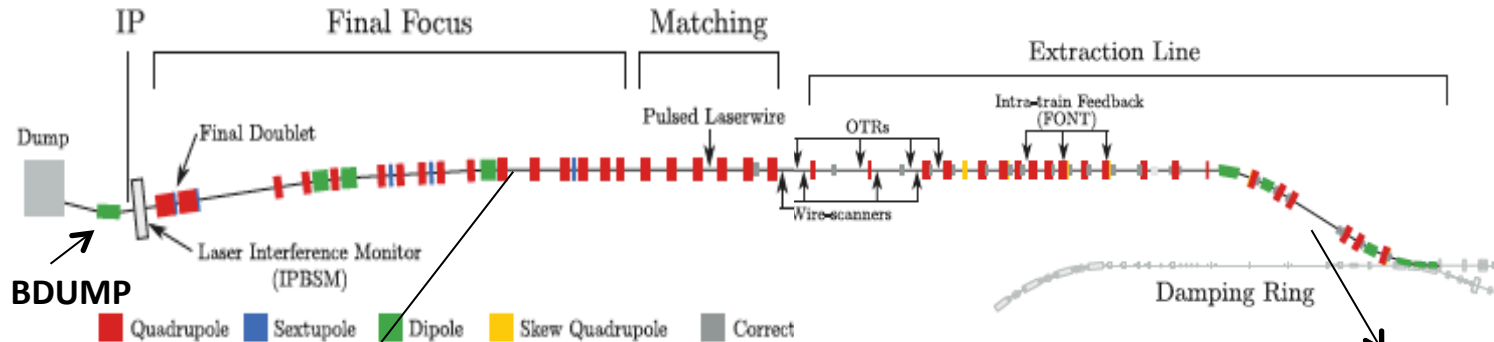 IP
Final Focus
Matching
Extraction Line
Pulsed Laserwire
OTRs
Intra-train Feedback
(FONT)
Final Doublet
Dump
Wire-scanners
Laser Interference Monitor
(IPBSM)
BDUMP
Damping Ring
Quadrupole
Sextupole
Dipole
Skew Quadrupole
Correct